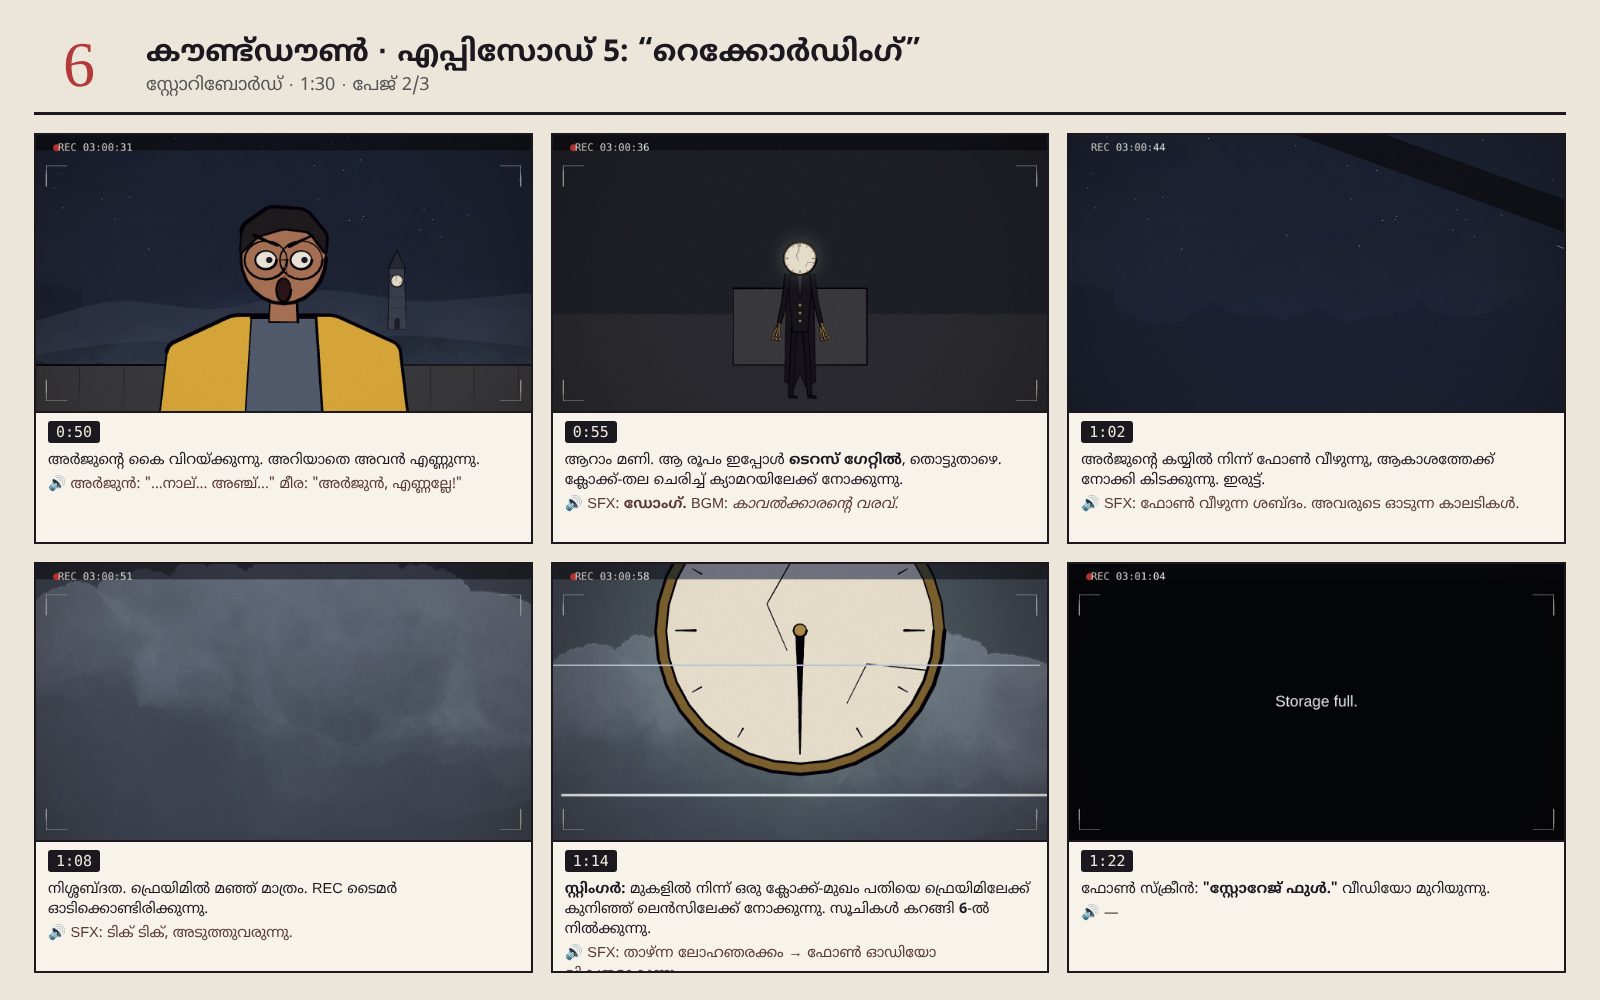 6
കൗണ്ട്ഡൗൺ · എപ്പിസോഡ് 5: “റെക്കോർഡിംഗ്”
സ്റ്റോറിബോർഡ് · 1:30 · പേജ് 2/3
REC 03:00:31
0:50
അർജുന്റെ കൈ വിറയ്ക്കുന്നു. അറിയാതെ അവൻ എണ്ണുന്നു.
🔊 അർജുൻ: "...നാല്... അഞ്ച്..." മീര: "അർജുൻ, എണ്ണല്ലേ!"
REC 03:00:36
0:55
ആറാം മണി. ആ രൂപം ഇപ്പോൾ ടെറസ് ഗേറ്റിൽ, തൊട്ടുതാഴെ.
ക്ലോക്ക്-തല ചെരിച്ച് ക്യാമറയിലേക്ക് നോക്കുന്നു.
🔊 SFX: ഡോംഗ്. BGM: കാവൽക്കാരന്റെ വരവ്.
REC 03:00:44
1:02
അർജുന്റെ കയ്യിൽ നിന്ന് ഫോൺ വീഴുന്നു, ആകാശത്തേക്ക്
നോക്കി കിടക്കുന്നു. ഇരുട്ട്.
🔊 SFX: ഫോൺ വീഴുന്ന ശബ്ദം. അവരുടെ ഓടുന്ന കാലടികൾ.
REC 03:00:51
1:08
നിശ്ശബ്ദത. ഫ്രെയിമിൽ മഞ്ഞ് മാത്രം. REC ടൈമർ
ഓടിക്കൊണ്ടിരിക്കുന്നു.
🔊 SFX: ടിക് ടിക്, അടുത്തുവരുന്നു.
REC 03:00:58
1:14
സ്റ്റിംഗർ: മുകളിൽ നിന്ന് ഒരു ക്ലോക്ക്-മുഖം പതിയെ ഫ്രെയിമിലേക്ക്
കുനിഞ്ഞ് ലെൻസിലേക്ക് നോക്കുന്നു. സൂചികൾ കറങ്ങി 6-ൽ
നിൽക്കുന്നു.
🔊 SFX: താഴ്ന്ന ലോഹഞരക്കം → ഫോൺ ഓഡിയോ
REC 03:01:04
Storage full.
1:22
ഫോൺ സ്ക്രീൻ: "സ്റ്റോറേജ് ഫുൾ." വീഡിയോ മുറിയുന്നു.
🔊 —